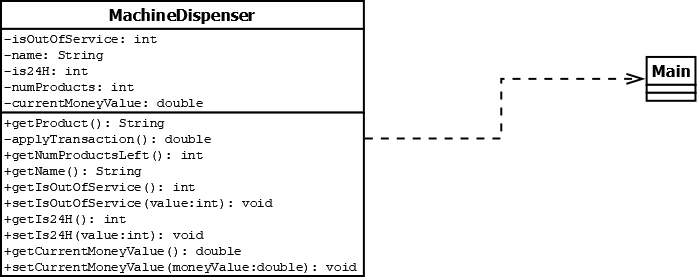 MachineDispenser
-isOutOfService: int
-name: String
-is24H: int
-numProducts: int
-currentMoneyValue: double
+getProduct(): String
-applyTransaction(): double
+getNumProductsLeft(): int
+getName(): String
+getIsOutOfService(): int
+setIsOutOfService(value:int): void
+getIs24H(): int
+setIs24H(value:int): void
+getCurrentMoneyValue(): double
+setCurrentMoneyValue(moneyValue:double): void
Main